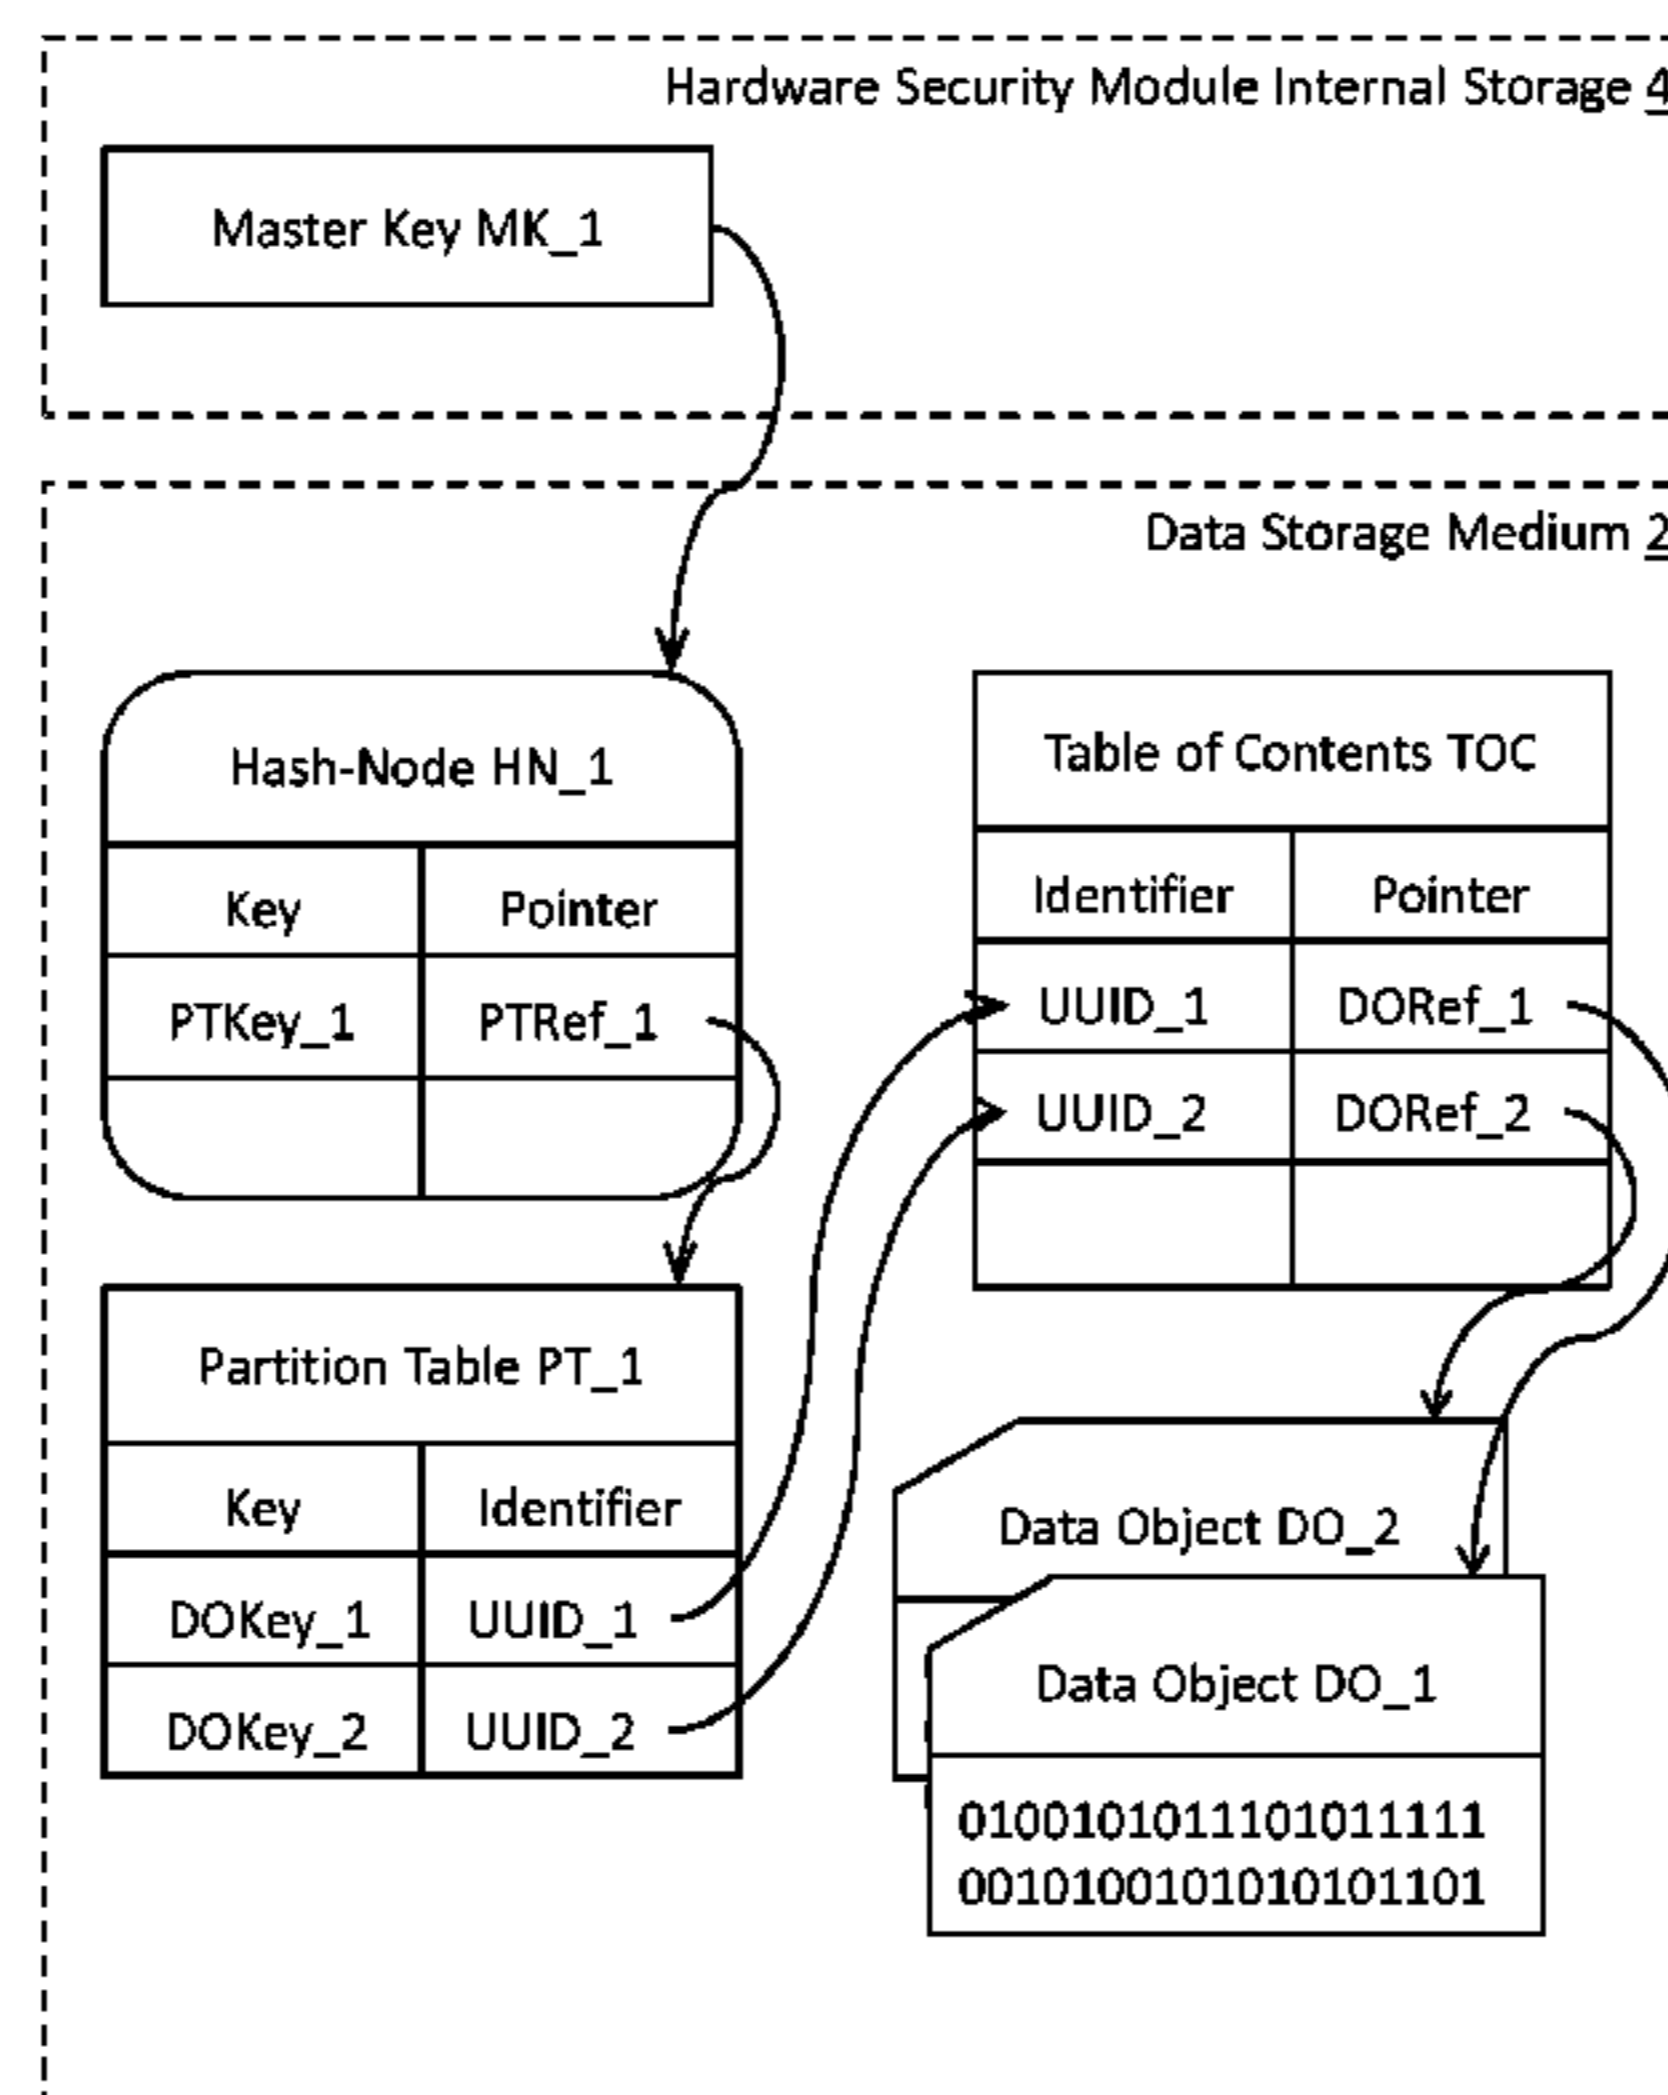 Hardware Security Module Internal Storage 4
Master Key MK_1
Data Storage Medium 2
Hash-Node HN_1
Key Pointer
PTKey_1 PTRef_1
Table of Contents TOC
Identifier Pointer
UUID_1 DORef_1
UUID_2 DORef_2
Partition Table PT_1
Key Identifier
DOKey_1 UUID_1
DOKey_2 UUID_2
Data Object DO_2
Data Object DO_1
0100101011101011111
0010100101010101101